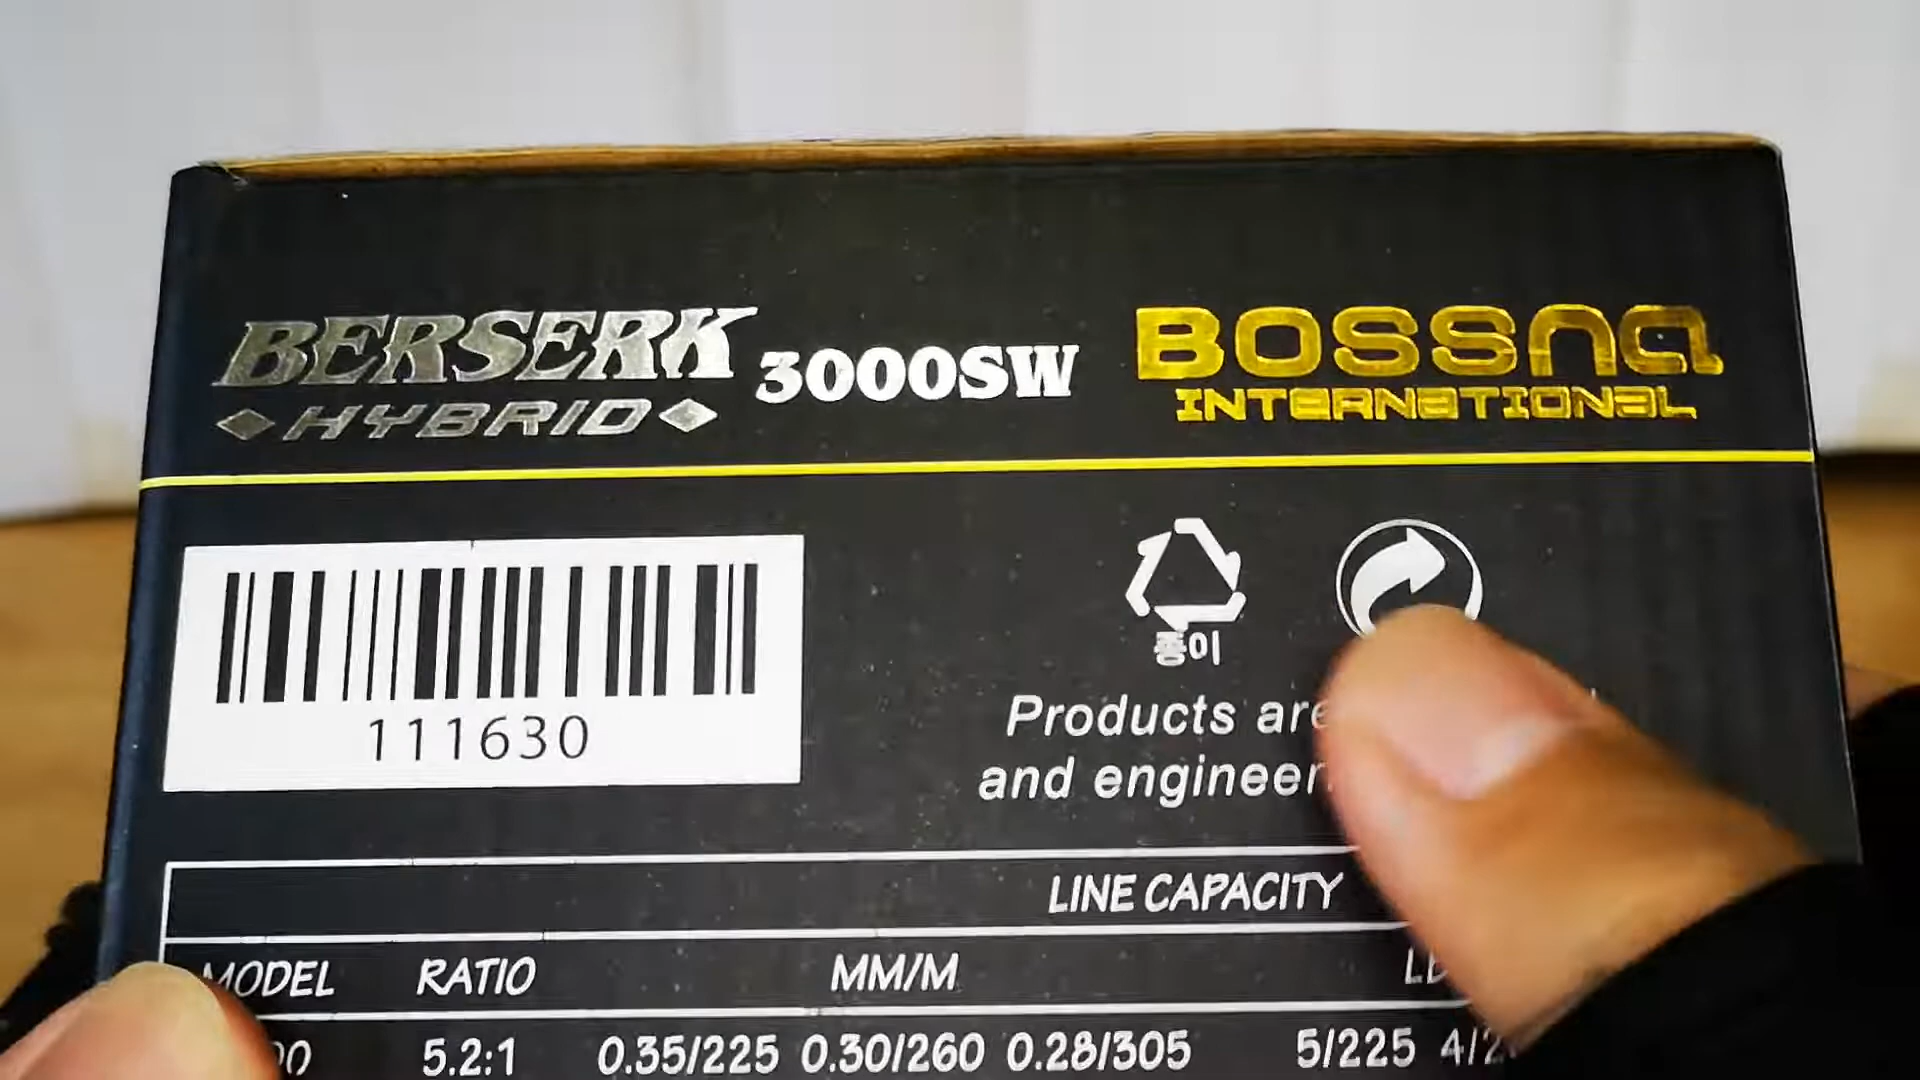 BERSERK
HYBRID
3000SW
BOSSNA
INTERNATIONAL
111630
종이
Products are
and engineer
LINE CAPACITY
MODEL RATIO MM/M
5.2:1 0.35/225 0.30/260 0.28/305 5/225